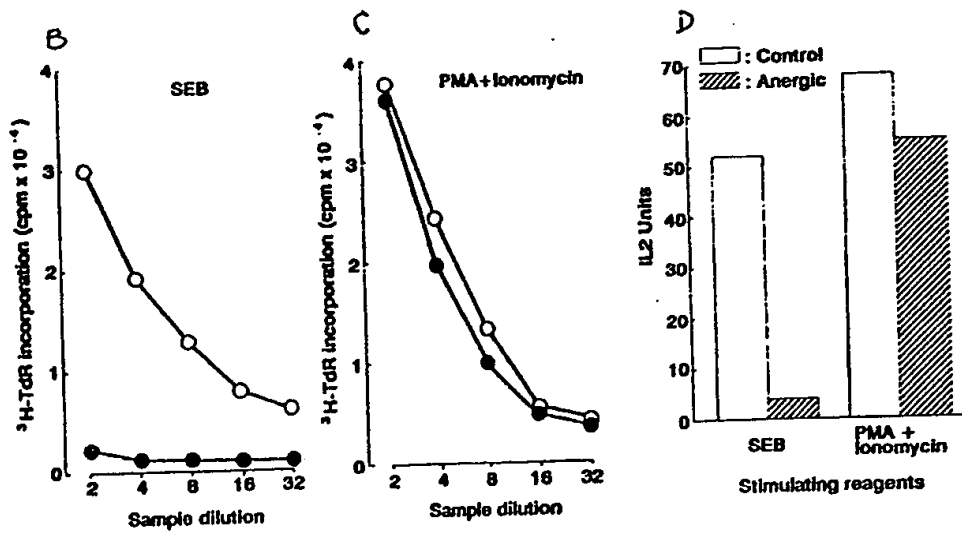 B
SEB
4
3
2
1
0
³H-TdR incorporation (cpm x 10⁻⁴)
2 4 8 16 32
Sample dilution
C
PMA+Ionomycin
4
3
2
1
0
³H-TdR incorporation (cpm x 10⁻⁴)
2 4 8 16 32
Sample dilution
D
: Control
: Anergic
70
60
50
40
30
20
10
0
IL2 Units
SEB
PMA +
Ionomycin
Stimulating reagents